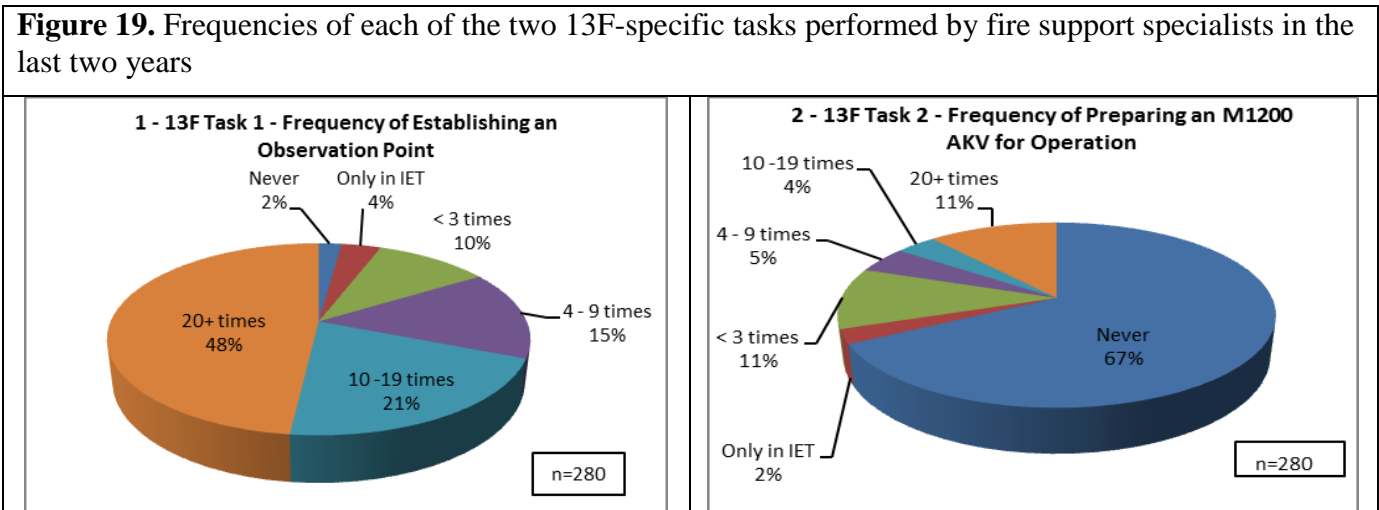 Figure 19. Frequencies of each of the two 13F-specific tasks performed by fire support specialists in the
last two years
1 - 13F Task 1 - Frequency of Establishing an
Observation Point
Never
2%
Only in IET
4%
< 3 times
10%
4 - 9 times
15%
10 -19 times
21%
20+ times
48%
n=280
2 - 13F Task 2 - Frequency of Preparing an M1200
AKV for Operation
10 -19 times
4%
20+ times
11%
4 - 9 times
5%
< 3 times
11%
Only in IET
2%
Never
67%
n=280